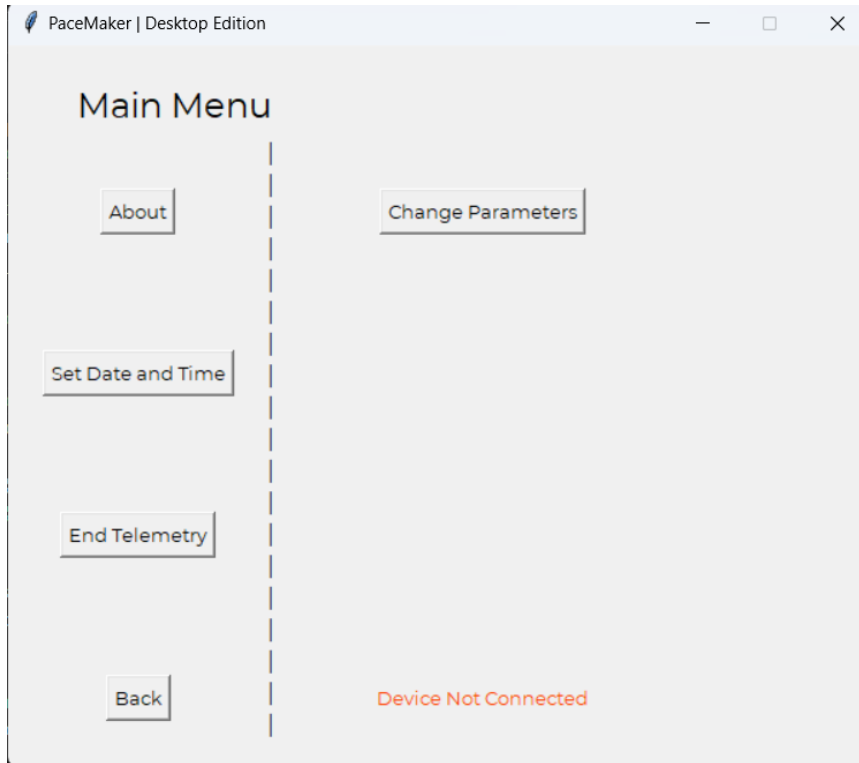 PaceMaker | Desktop Edition
Main Menu
About
Change Parameters
Set Date and Time
End Telemetry
Back
Device Not Connected